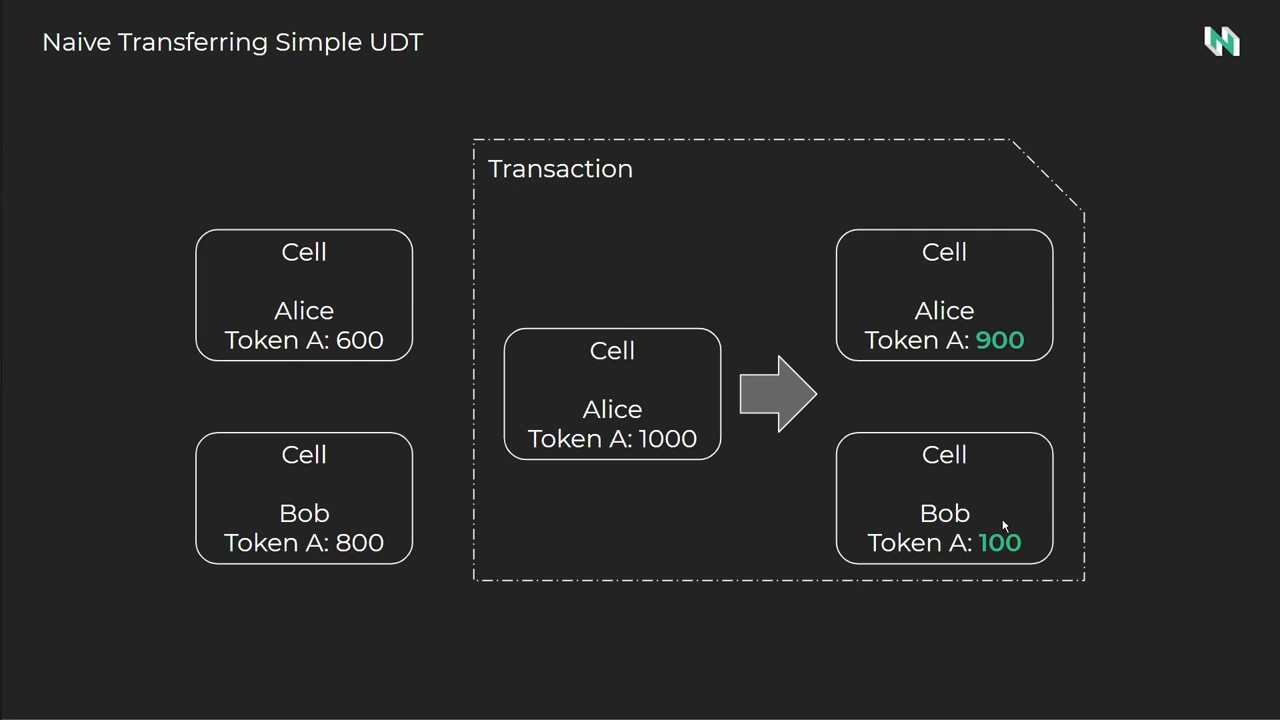 Naive Transferring Simple UDT
Transaction
Cell
Alice
Token A: 600
Cell
Bob
Token A: 800
Cell
Alice
Token A: 1000
Cell
Alice
Token A: 900
Cell
Bob
Token A: 100